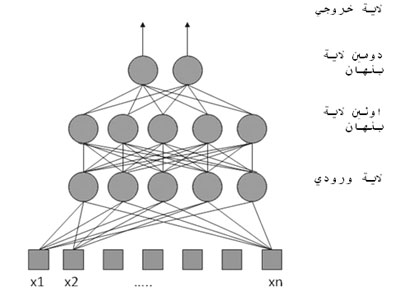 لاية خروجي
دومين لاية
بنهان
اولين لاية
بنهان
لاية ورودي
x1 x2 ..... xn